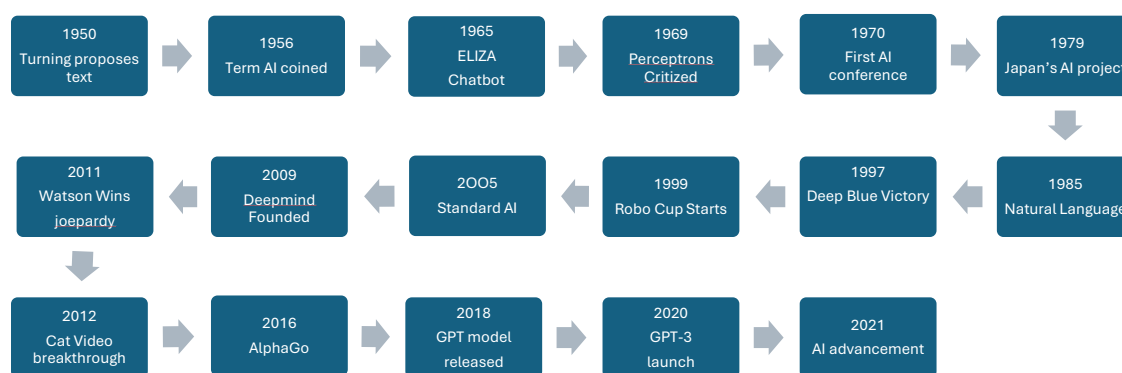 1950
Turning proposes
text
1956
Term AI coined
1965
ELIZA
Chatbot
1969
Perceptrons
Critized
1970
First AI
conference
1979
Japan's AI project
1985
Natural Language
1997
Deep Blue Victory
1999
Robo Cup Starts
2OO5
Standard AI
2009
Deepmind
Founded
2011
Watson Wins
joepardy
2012
Cat Video
breakthrough
2016
AlphaGo
2018
GPT model
released
2020
GPT-3
launch
2021
AI advancement